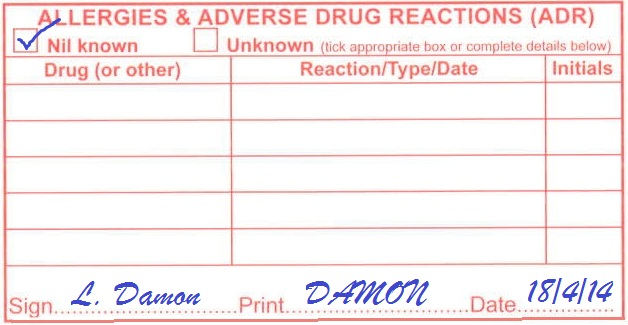 ALLERGIES & ADVERSE DRUG REACTIONS (ADR)
Nil known Unknown (tick appropriate box or complete details below)
Drug (or other) Reaction/Type/Date Initials
Sign L. Damon Print DAMON Date 18/4/14